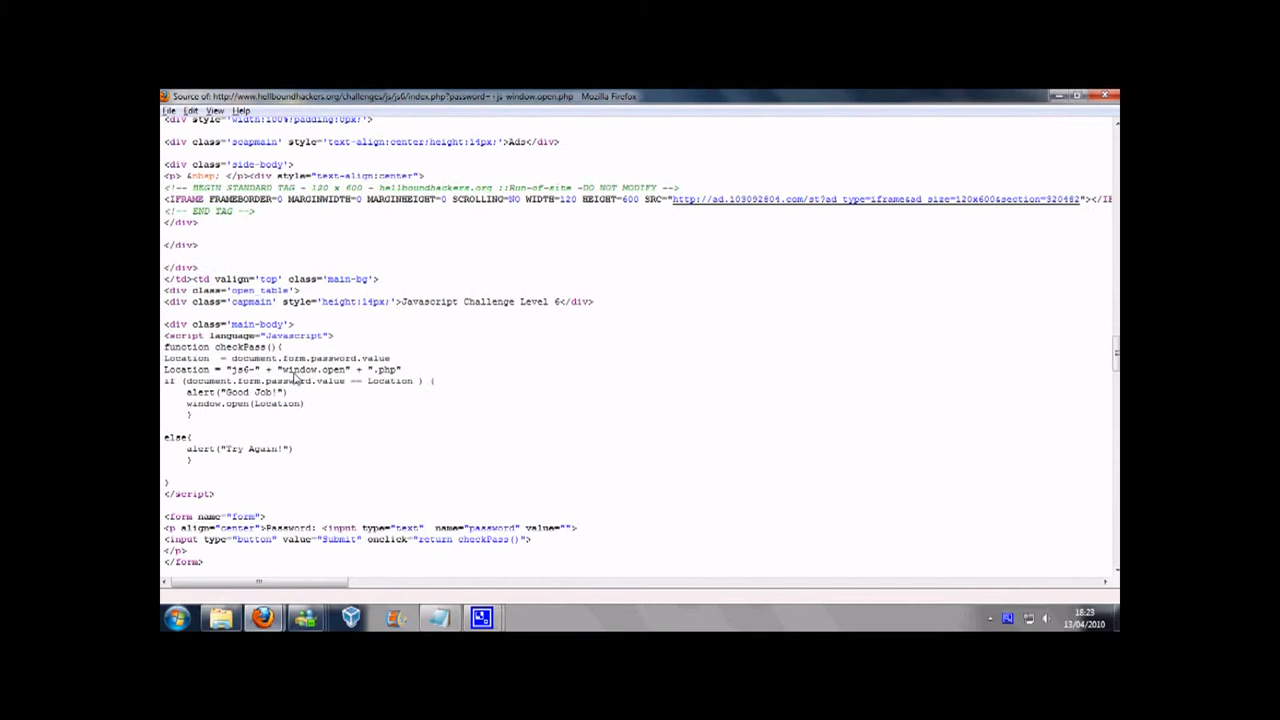 Source of: http://www.hellboundhackers.org/challenges/js/js6/index.php?password=-js-window.open.php - Mozilla Firefox
File Edit View Help
<div style='width:100%;padding:0px;'>
<div class='scapmain' style='text-align:center;height:14px;'>Ads</div>
<div class='side-body'>
<p> &nbsp; </p><div style="text-align:center">
<!-- BEGIN STANDARD TAG - 120 x 600 - hellboundhackers.org ::Run-of-site -DO NOT MODIFY -->
<IFRAME FRAMEBORDER=0 MARGINWIDTH=0 MARGINHEIGHT=0 SCROLLING=NO WIDTH=120 HEIGHT=600 SRC="http://ad.103092804.com/st?ad_type=iframe&ad_size=120x600&section=320482"></IF
<!-- END TAG -->
</div>
</div>
</div>
</td><td valign='top' class='main-bg'>
<div class='open_table'>
<div class='capmain' style='height:14px;'>Javascript Challenge Level 6</div>
<div class='main-body'>
<script language="Javascript">
function checkPass(){
Location = document.form.password.value
Location = "js6-" + "window.open" + ".php"
if (document.form.password.value == Location ) {
alert("Good Job!")
window.open(Location)
}
else{
alert("Try Again!")
}
}
</script>
<form name="form">
<p align="center">Password: <input type="text" name="password" value="">
<input type="button" value="Submit" onclick="return checkPass()">
</p>
</form>
18:23
13/04/2010